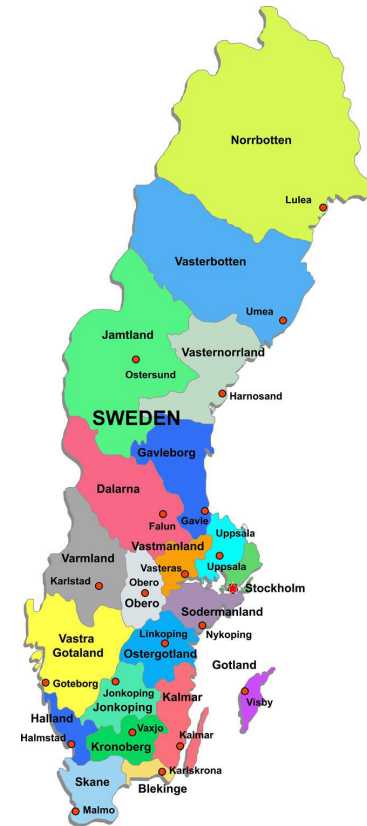 Norrbotten
Lulea
Vasterbotten
Umea
Jamtland
Vasternorrland
Ostersund
Harnosand
SWEDEN
Gavleborg
Dalarna
Falun
Gavle
Uppsala
Vastmanland
Varmland
Uppsala
Vasteras
Karlstad
Obero
Stockholm
Obero
Sodermanland
Linkoping
Nykoping
Vastra
Gotaland
Ostergotland
Gotland
Goteborg
Jonkoping
Kalmar
Visby
Jonkoping
Halland
Vaxjo
Halmstad
Kronoberg
Kalmar
Karlskrona
Skane
Blekinge
Malmo